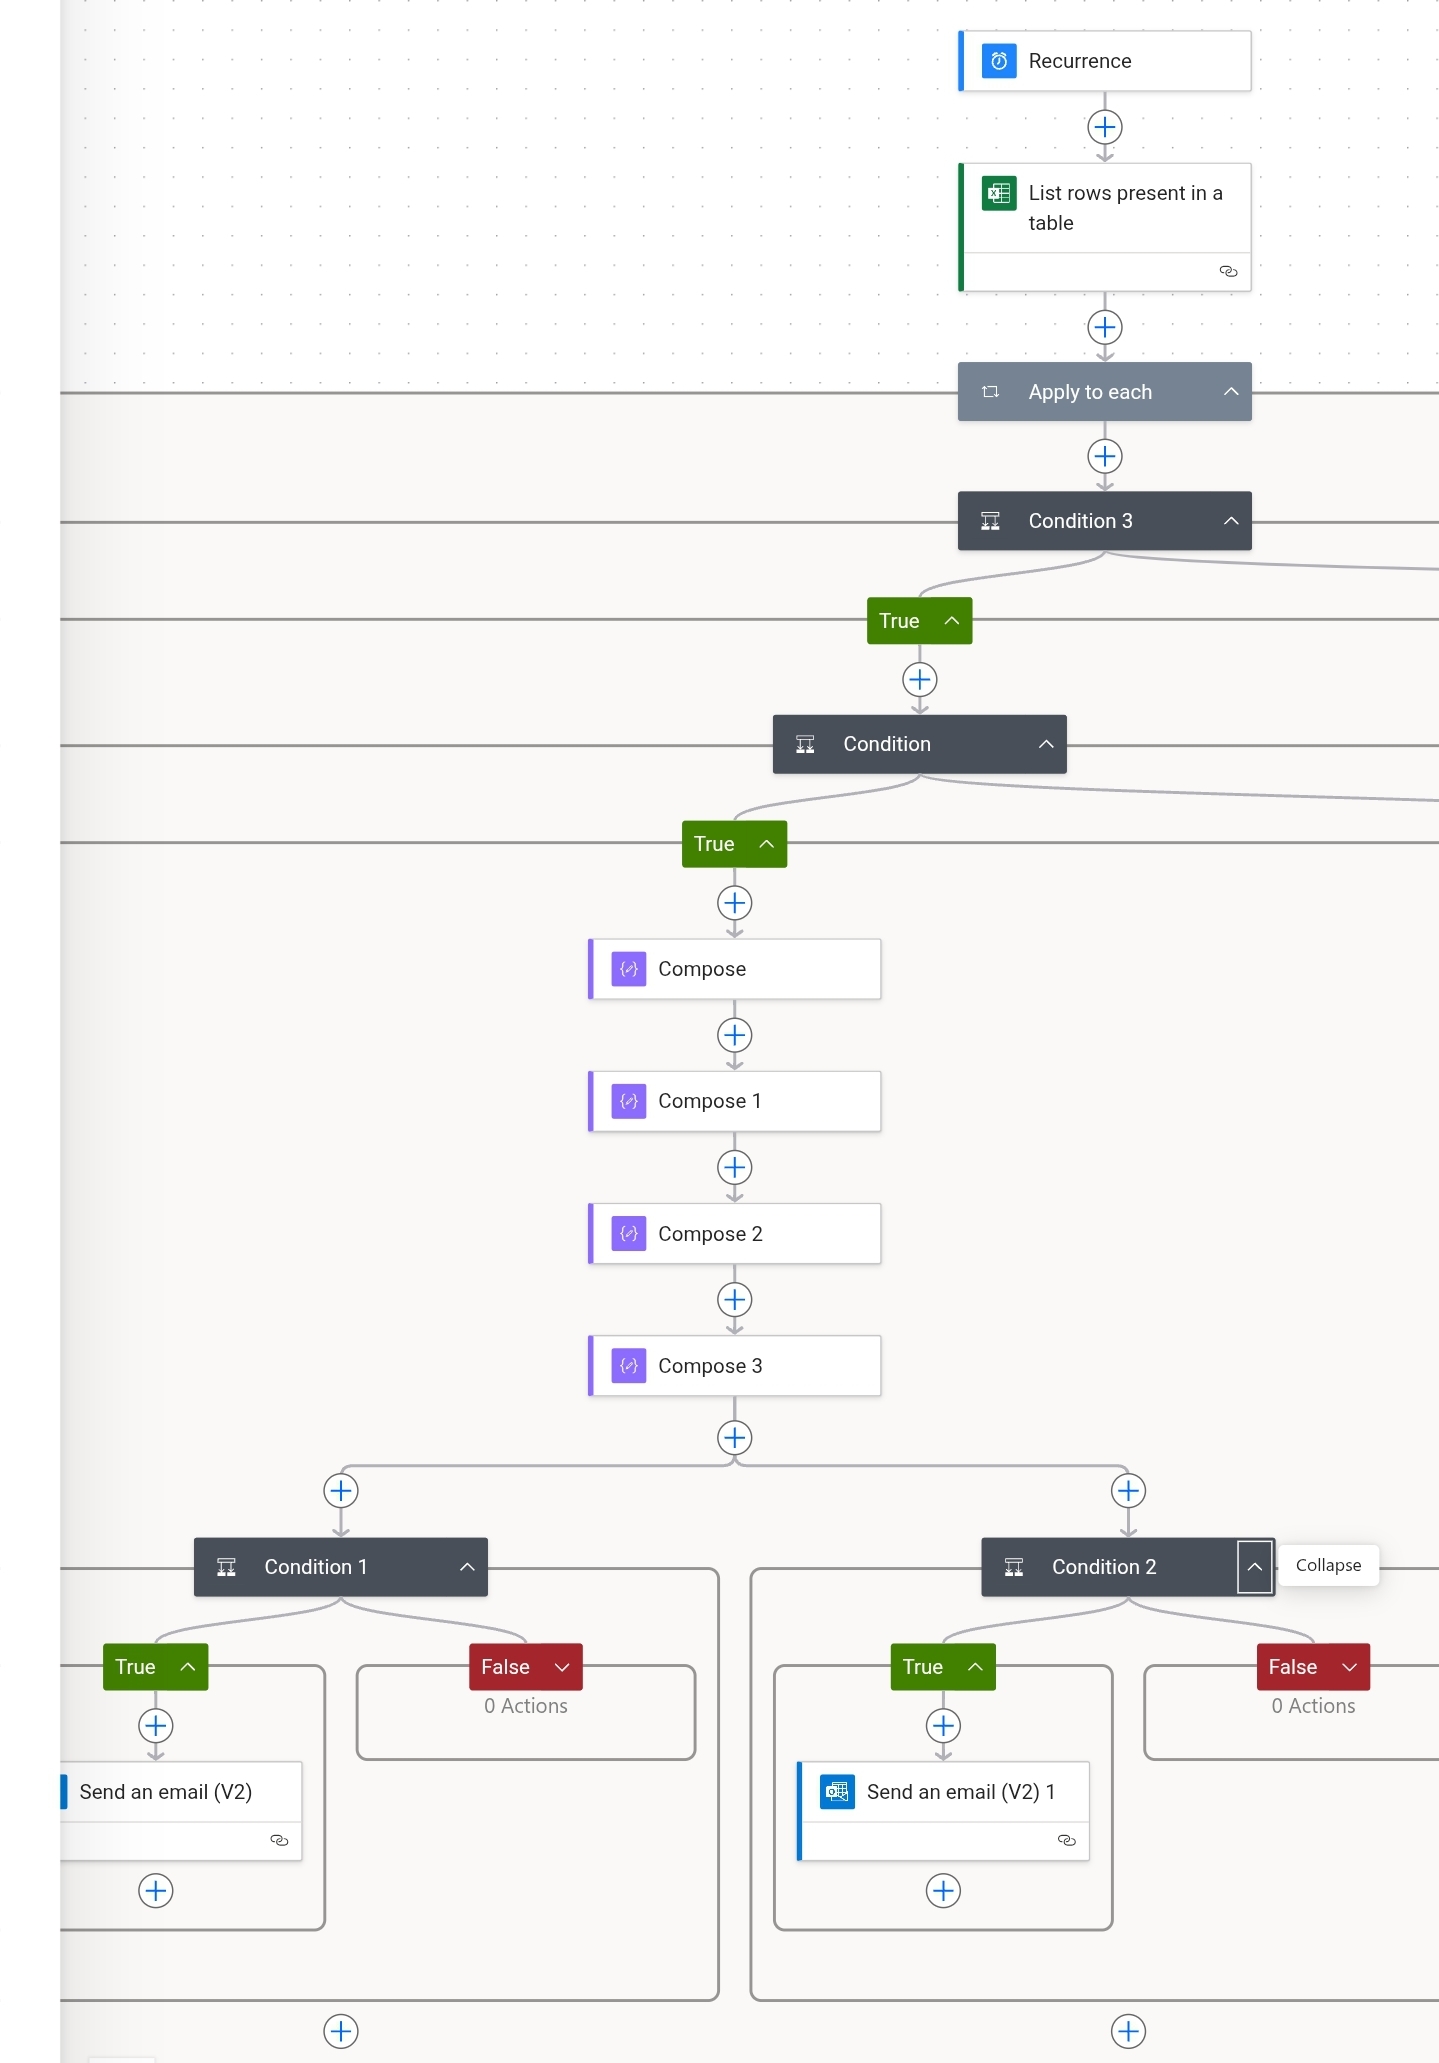 Recurrence
List rows present in a
table
Apply to each
Condition 3
True
Condition
True
Compose
Compose 1
Compose 2
Compose 3
Condition 1
Condition 2
Collapse
True
False
True
False
0 Actions
0 Actions
Send an email (V2)
Send an email (V2) 1